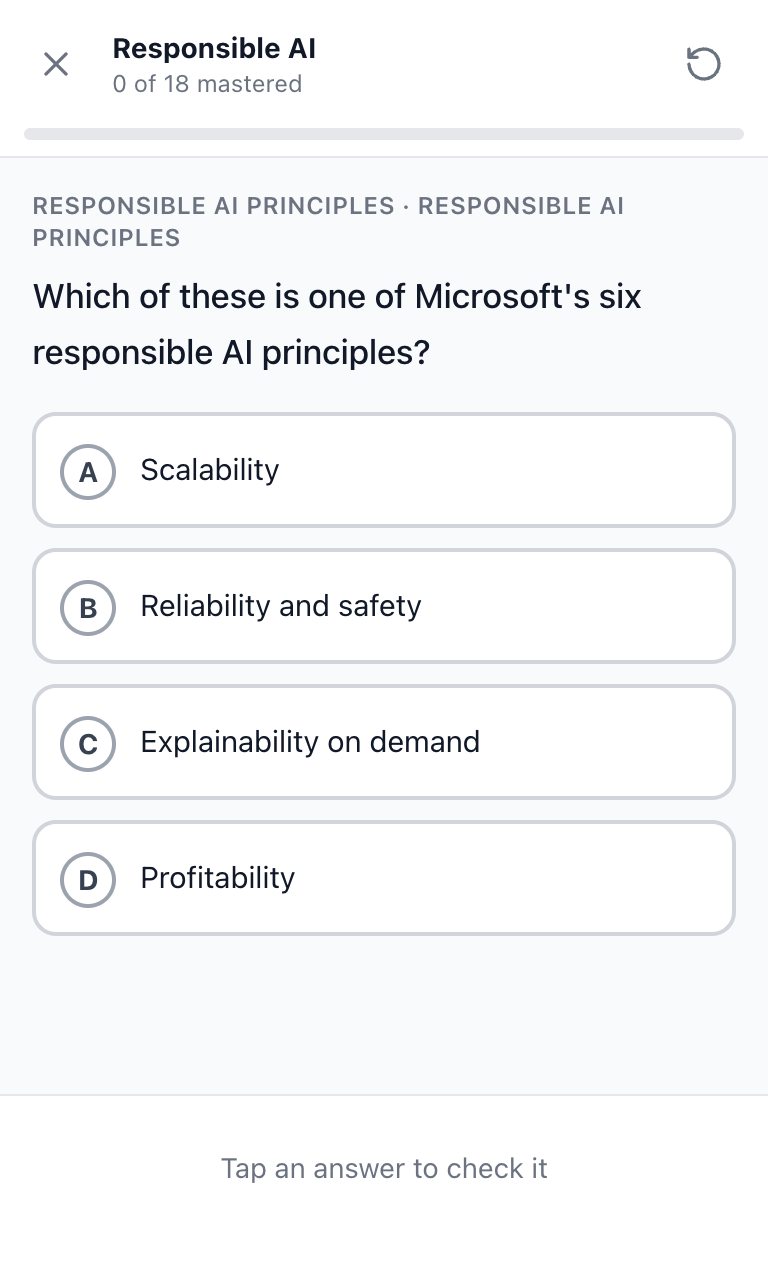 Responsible AI
0 of 18 mastered
RESPONSIBLE AI PRINCIPLES · RESPONSIBLE AI
PRINCIPLES
Which of these is one of Microsoft's six
responsible AI principles?
A Scalability
B Reliability and safety
C Explainability on demand
D Profitability
Tap an answer to check it